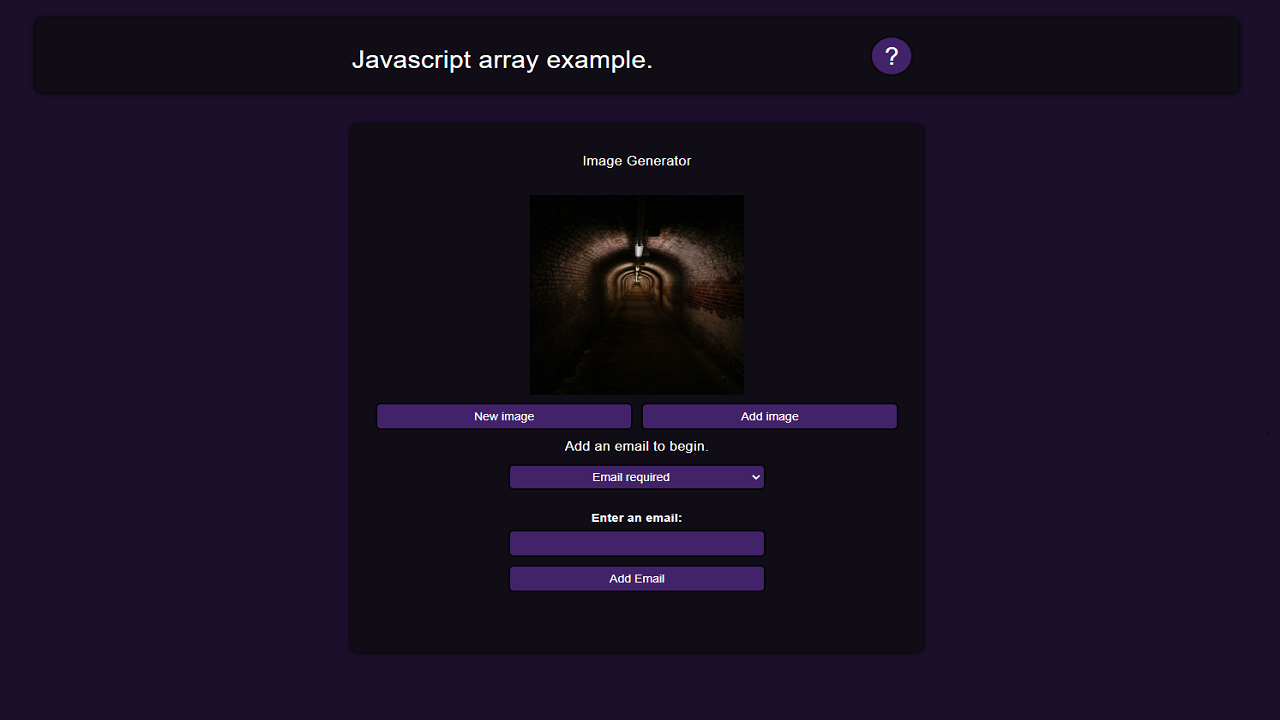 Javascript array example.
?
Image Generator
New image
Add image
Add an email to begin.
Email required
Enter an email:
Add Email